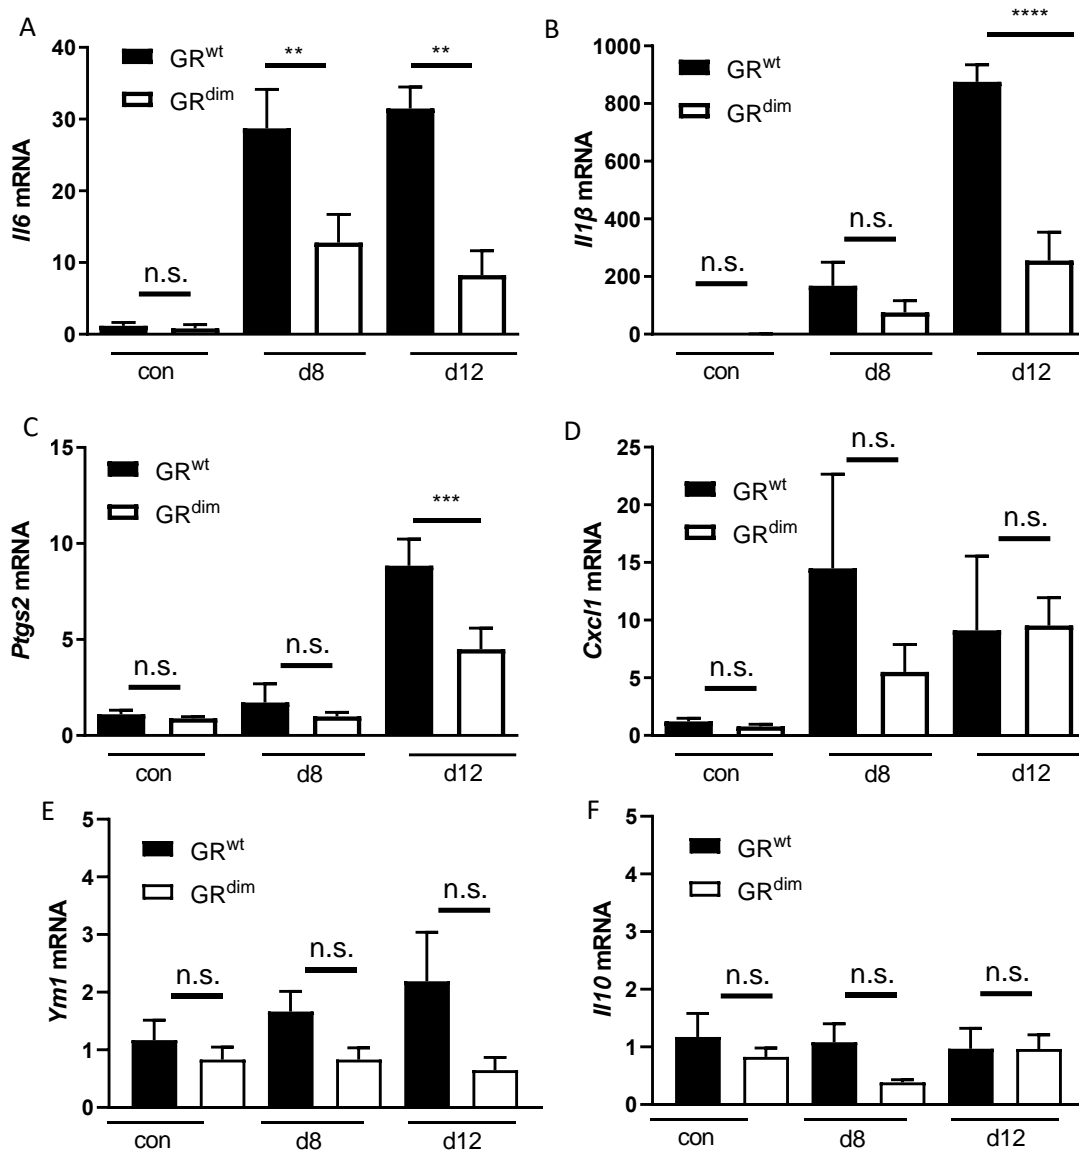 A
40
30
20
10
0
Il6 mRNA
GRwt
GRdim
n.s.
**
**
con
d8
d12
B
1000
800
600
400
200
0
Il1β mRNA
GRwt
GRdim
n.s.
n.s.
****
con
d8
d12
C
15
10
5
0
Ptgs2 mRNA
GRwt
GRdim
n.s.
n.s.
***
con
d8
d12
D
25
20
15
10
5
0
Cxcl1 mRNA
GRwt
GRdim
n.s.
n.s.
n.s.
con
d8
d12
E
5
4
3
2
1
0
Ym1 mRNA
GRwt
GRdim
n.s.
n.s.
n.s.
con
d8
d12
F
5
4
3
2
1
0
Il10 mRNA
GRwt
GRdim
n.s.
n.s.
n.s.
con
d8
d12